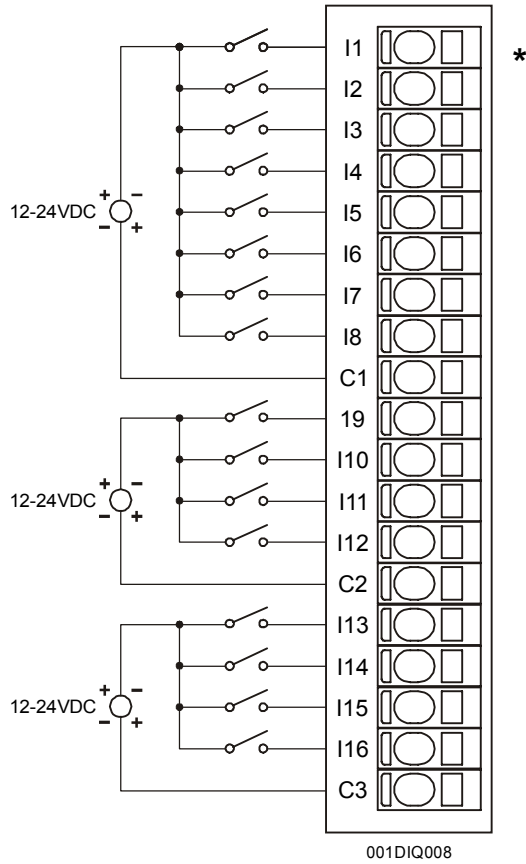 I1
*
I2
I3
I4
+ -
12-24VDC
- +
I5
I6
I7
I8
C1
19
I10
+ -
12-24VDC
- +
I11
I12
C2
I13
I14
+ -
12-24VDC
- +
I15
I16
C3
001DIQ008